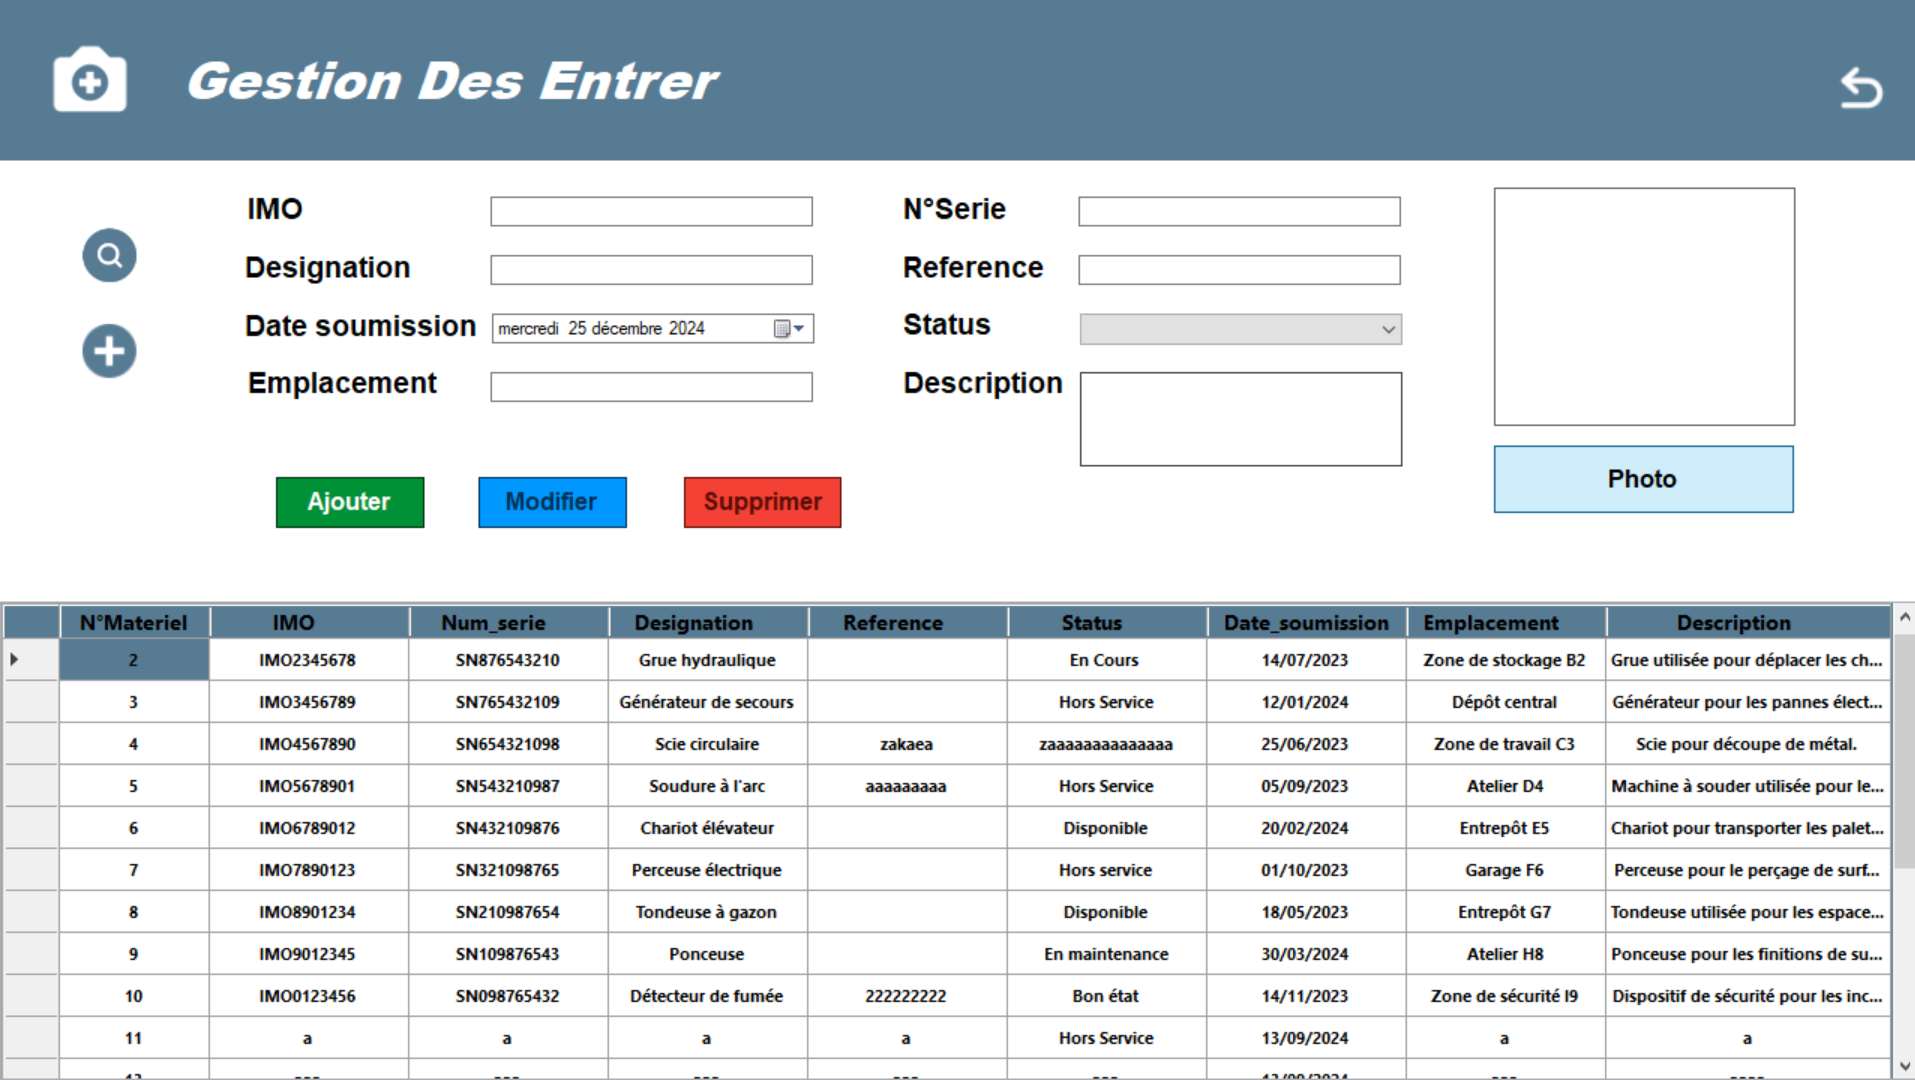 Gestion Des Entrer
IMO
N°Serie
Designation
Reference
Date soumission mercredi 25 décembre 2024
Status
Emplacement
Description
Photo
Ajouter Modifier Supprimer
N°Materiel IMO Num_serie Designation Reference Status Date_soumission Emplacement Description
2 IMO2345678 SN876543210 Grue hydraulique En Cours 14/07/2023 Zone de stockage B2 Grue utilisée pour déplacer les ch...
3 IMO3456789 SN765432109 Générateur de secours Hors Service 12/01/2024 Dépôt central Générateur pour les pannes élect...
4 IMO4567890 SN654321098 Scie circulaire zakaea zaaaaaaaaaaaaaa 25/06/2023 Zone de travail C3 Scie pour découpe de métal.
5 IMO5678901 SN543210987 Soudure à l'arc aaaaaaaaa Hors Service 05/09/2023 Atelier D4 Machine à souder utilisée pour le...
6 IMO6789012 SN432109876 Chariot élévateur Disponible 20/02/2024 Entrepôt E5 Chariot pour transporter les palet...
7 IMO7890123 SN321098765 Perceuse électrique Hors service 01/10/2023 Garage F6 Perceuse pour le perçage de surf...
8 IMO8901234 SN210987654 Tondeuse à gazon Disponible 18/05/2023 Entrepôt G7 Tondeuse utilisée pour les espace...
9 IMO9012345 SN109876543 Ponceuse En maintenance 30/03/2024 Atelier H8 Ponceuse pour les finitions de su...
10 IMO0123456 SN098765432 Détecteur de fumée 222222222 Bon état 14/11/2023 Zone de sécurité I9 Dispositif de sécurité pour les inc...
11 a a a a Hors Service 13/09/2024 a a